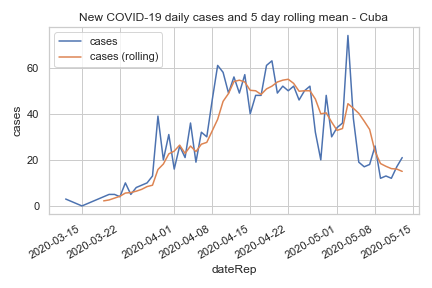 New COVID-19 daily cases and 5 day rolling mean - Cuba
cases
cases (rolling)
60
40
20
0
cases
2020-03-15
2020-03-22
2020-04-01
2020-04-08
2020-04-15
2020-04-22
2020-05-01
2020-05-08
2020-05-15
dateRep